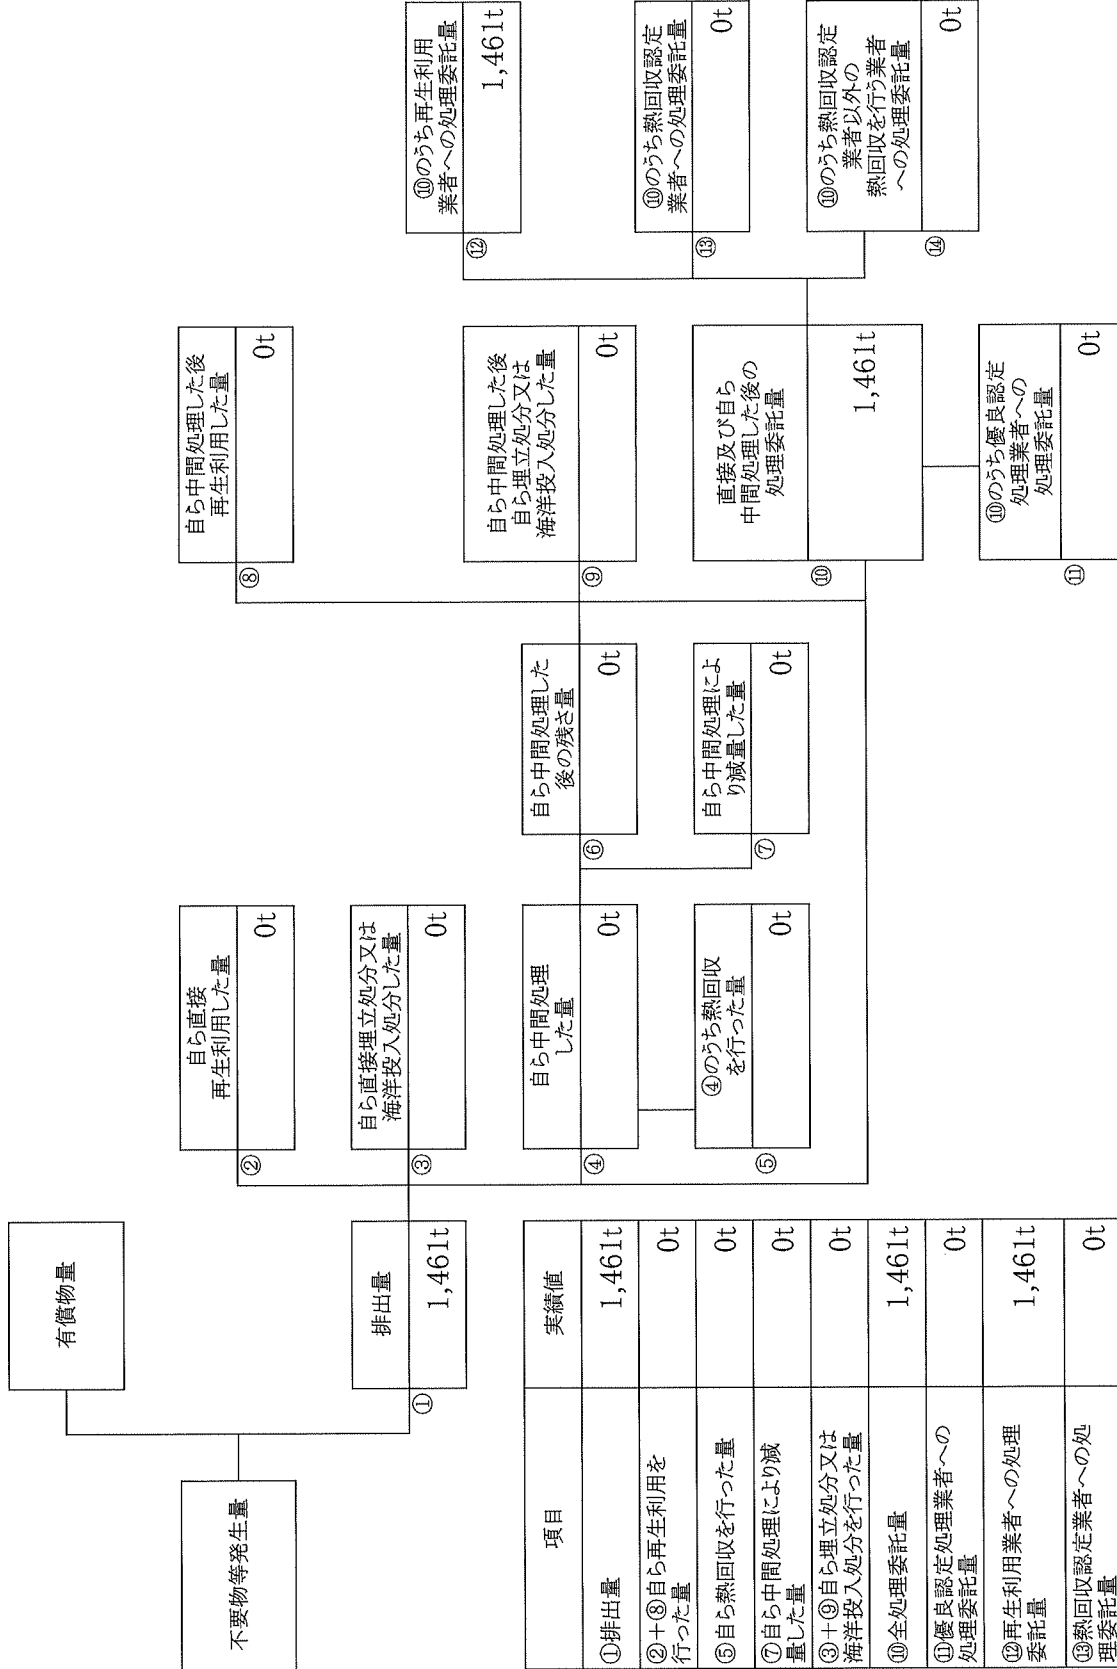 不要物等発生量
有償物量
排出量
①
1,461t
自ら直接
再生利用した量
②
0t
自ら直接埋立処分又は
海洋投入処分した量
③
0t
自ら中間処理
した量
④
0t
④のうち熱回収
を行った量
⑤
0t
自ら中間処理した
後の残さ量
⑥
0t
自ら中間処理によ
り減量した量
⑦
0t
自ら中間処理した後
再生利用した量
⑧
0t
自ら中間処理した後
自ら埋立処分又は
海洋投入処分した量
⑨
0t
直接及び自ら
中間処理した後の
処理委託量
⑩
1,461t
⑩のうち優良認定
処理業者への
処理委託量
⑪
0t
⑩のうち再生利用
業者への処理委託量
⑫
1,461t
⑩のうち熱回収認定
業者への処理委託量
⑬
0t
⑩のうち熱回収認定
業者以外の
熱回収を行う業者
への処理委託量
⑭
0t
項目 実績値
①排出量 1,461t
②+⑧自ら再生利用を
行った量 0t
⑤自ら熱回収を行った量 0t
⑦自ら中間処理により減
量した量 0t
③+⑨自ら埋立処分又は
海洋投入処分を行った量 0t
⑩全処理委託量 1,461t
⑪優良認定処理業者への
処理委託量 0t
⑫再生利用業者への処理
委託量 1,461t
⑬熱回収認定業者への処
理委託量 0t